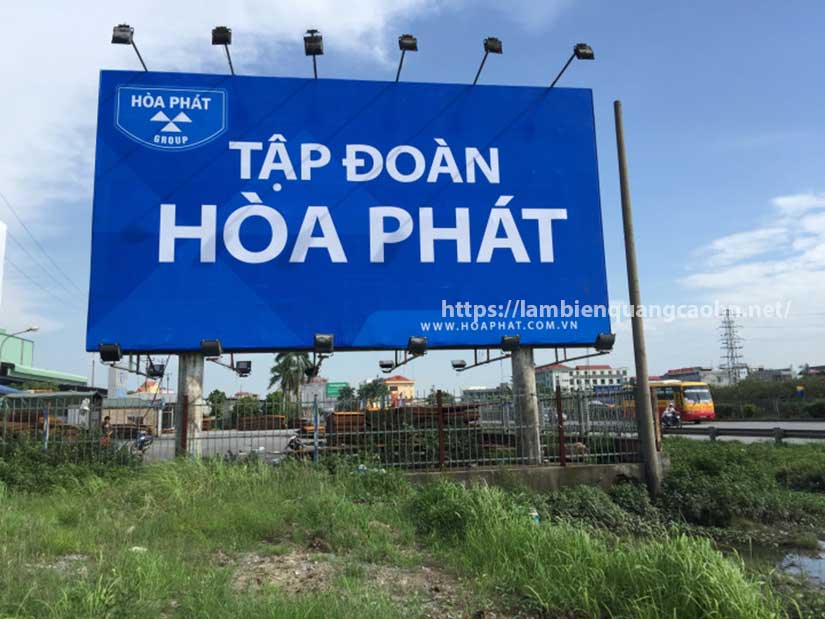 HÒA PHÁT
GROUP
TẬP ĐOÀN
HÒA PHÁT
https://lambienquangcaohn.net/
WWW.HOAPHAT.COM.VN